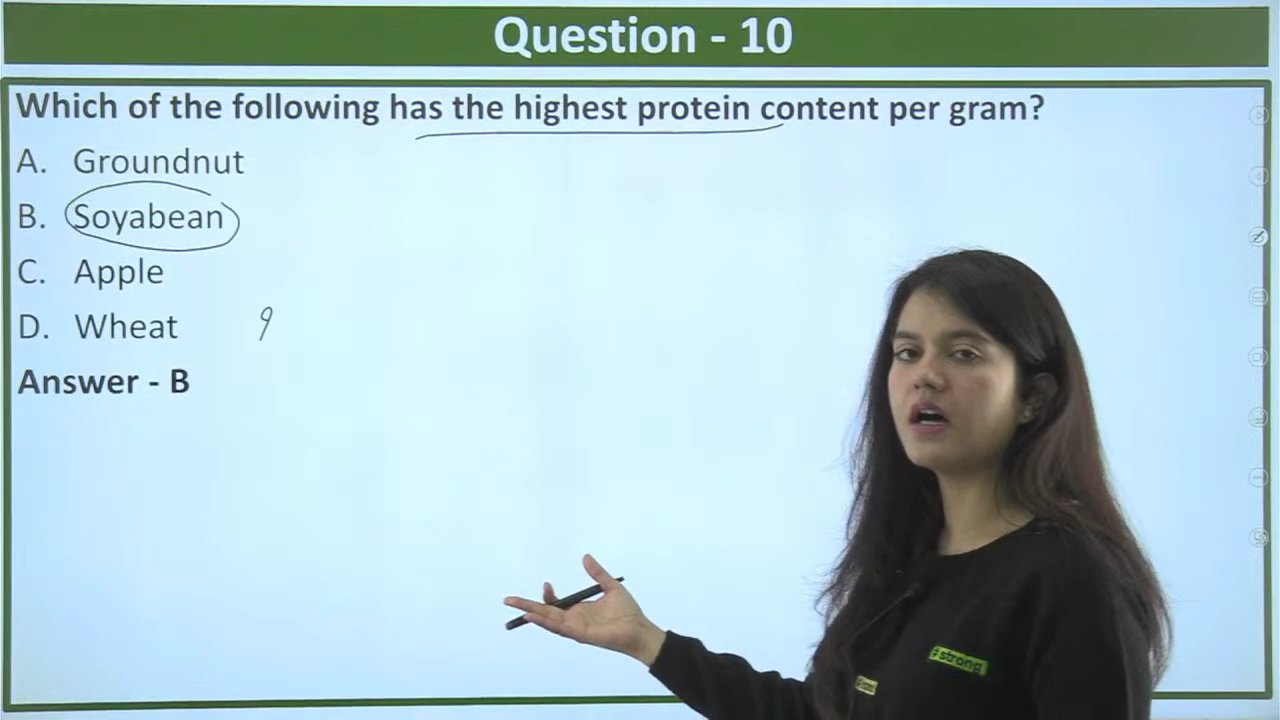 Question - 10
Which of the following has the highest protein content per gram?
A. Groundnut
B. Soyabean
C. Apple
D. Wheat 9
Answer - B
# strong